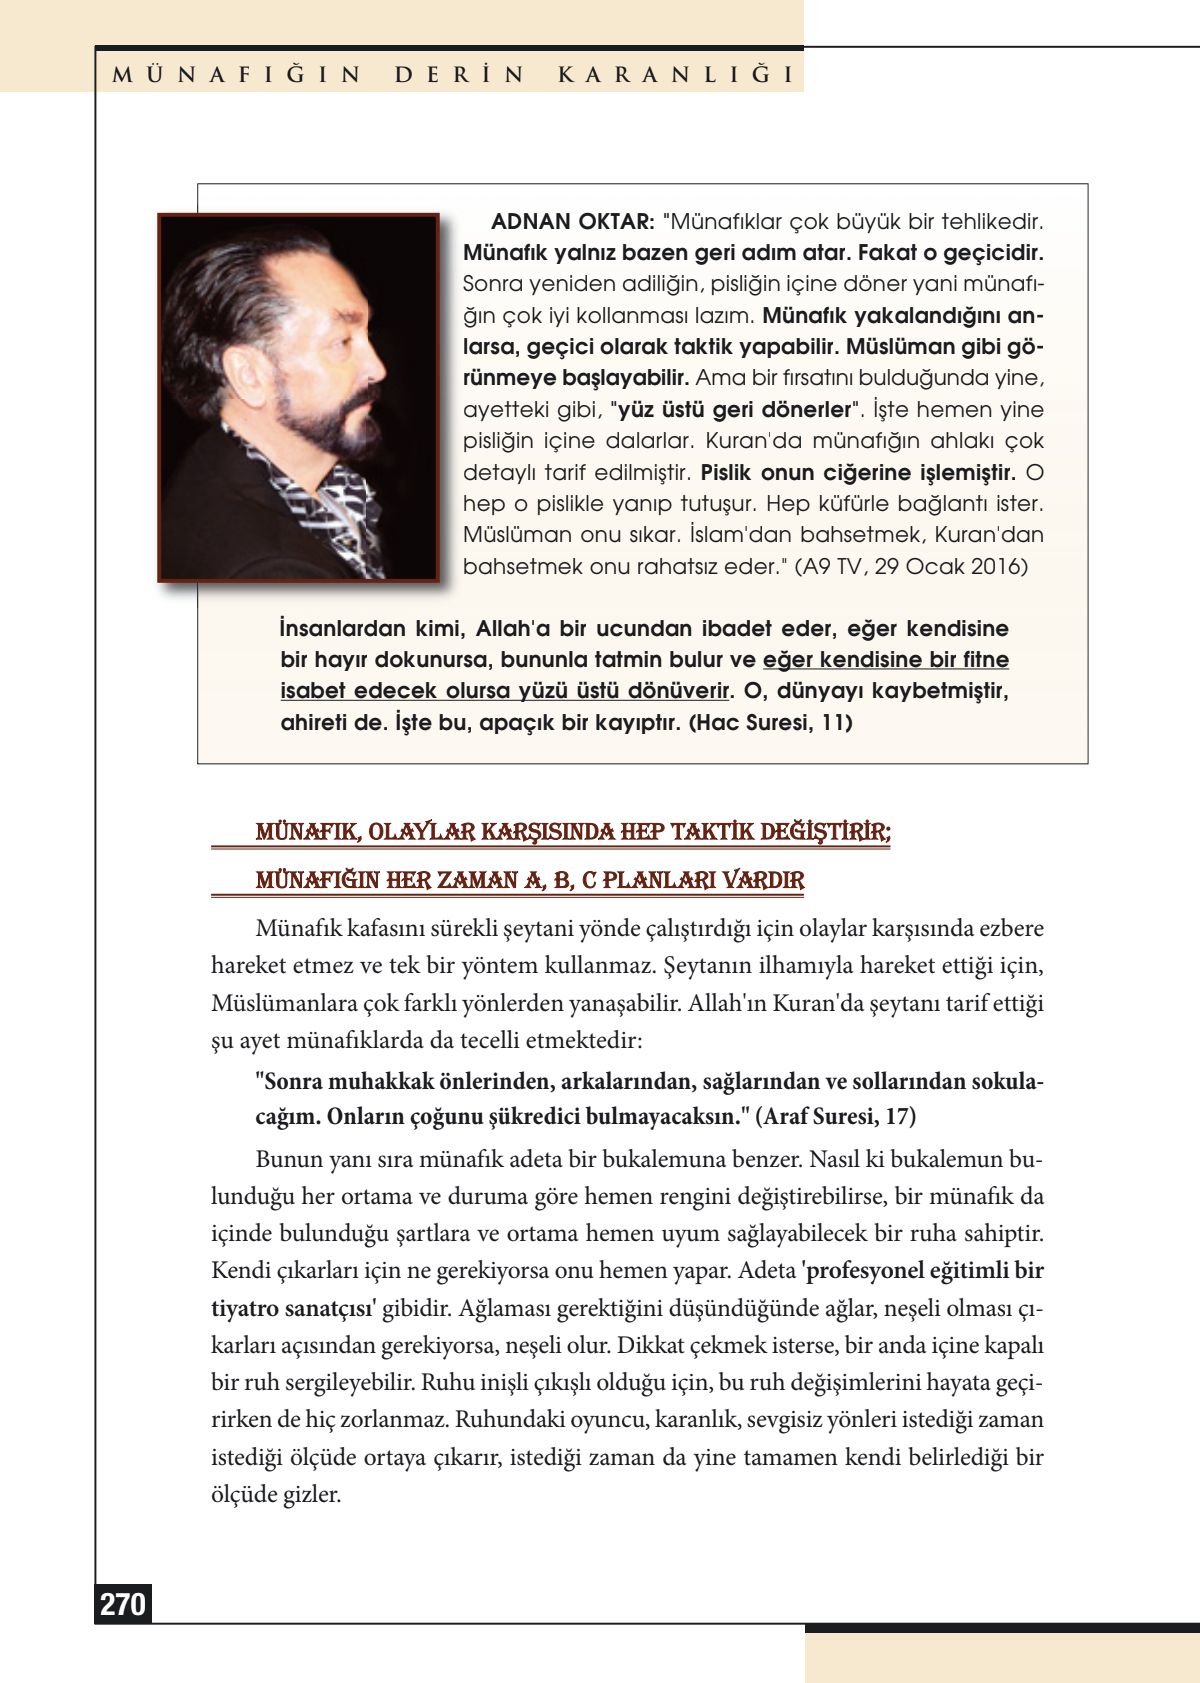 MÜNAFIĞIN DERİN KARANLIĞI
ADNAN OKTAR: "Münafıklar çok büyük bir tehlikedir.
Münafık yalnız bazen geri adım atar. Fakat o geçicidir.
Sonra yeniden adiliğin, pisliğin içine döner yani münafı-
ğın çok iyi kollanması lazım. Münafık yakalandığını an-
larsa, geçici olarak taktik yapabilir. Müslüman gibi gö-
rünmeye başlayabilir. Ama bir fırsatını bulduğunda yine,
ayetteki gibi, "yüz üstü geri dönerler". İşte hemen yine
pisliğin içine dalarlar. Kuran'da münafığın ahlakı çok
detaylı tarif edilmiştir. Pislik onun ciğerine işlemiştir. O
hep o pislikle yanıp tutuşur. Hep küfürle bağlantı ister.
Müslüman onu sıkar. İslam'dan bahsetmek, Kuran'dan
bahsetmek onu rahatsız eder." (A9 TV, 29 Ocak 2016)
İnsanlardan kimi, Allah'a bir ucundan ibadet eder, eğer kendisine
bir hayır dokunursa, bununla tatmin bulur ve eğer kendisine bir fitne
isabet edecek olursa yüzü üstü dönüverir. O, dünyayı kaybetmiştir,
ahireti de. İşte bu, apaçık bir kayıptır. (Hac Suresi, 11)
MÜNAFIK, OLAYLAR KARŞISINDA HEP TAKTİK DEĞİŞTİRİR;
MÜNAFIĞIN HER ZAMAN A, B, C PLANLARI VARDIR
Münafık kafasını sürekli şeytani yönde çalıştırdığı için olaylar karşısında ezbere
hareket etmez ve tek bir yöntem kullanmaz. Şeytanın ilhamıyla hareket ettiği için,
Müslümanlara çok farklı yönlerden yanaşabilir. Allah'ın Kuran'da şeytanı tarif ettiği
şu ayet münafıklarda da tecelli etmektedir:
"Sonra muhakkak önlerinden, arkalarından, sağlarından ve sollarından sokula-
cağım. Onların çoğunu şükredici bulmayacaksın." (Araf Suresi, 17)
Bunun yanı sıra münafık adeta bir bukalemuna benzer. Nasıl ki bukalemun bu-
lunduğu her ortama ve duruma göre hemen rengini değiştirebilirse, bir münafık da
içinde bulunduğu şartlara ve ortama hemen uyum sağlayabilecek bir ruha sahiptir.
Kendi çıkarları için ne gerekiyorsa onu hemen yapar. Adeta 'profesyonel eğitimli bir
tiyatro sanatçısı' gibidir. Ağlaması gerektiğini düşündüğünde ağlar, neşeli olması çı-
karları açısından gerekiyorsa, neşeli olur. Dikkat çekmek isterse, bir anda içine kapalı
bir ruh sergileyebilir. Ruhu inişli çıkışlı olduğu için, bu ruh değişimlerini hayata geçi-
rirken de hiç zorlanmaz. Ruhundaki oyuncu, karanlık, sevgisiz yönleri istediği zaman
istediği ölçüde ortaya çıkarır, istediği zaman da yine tamamen kendi belirlediği bir
ölçüde gizler.
270